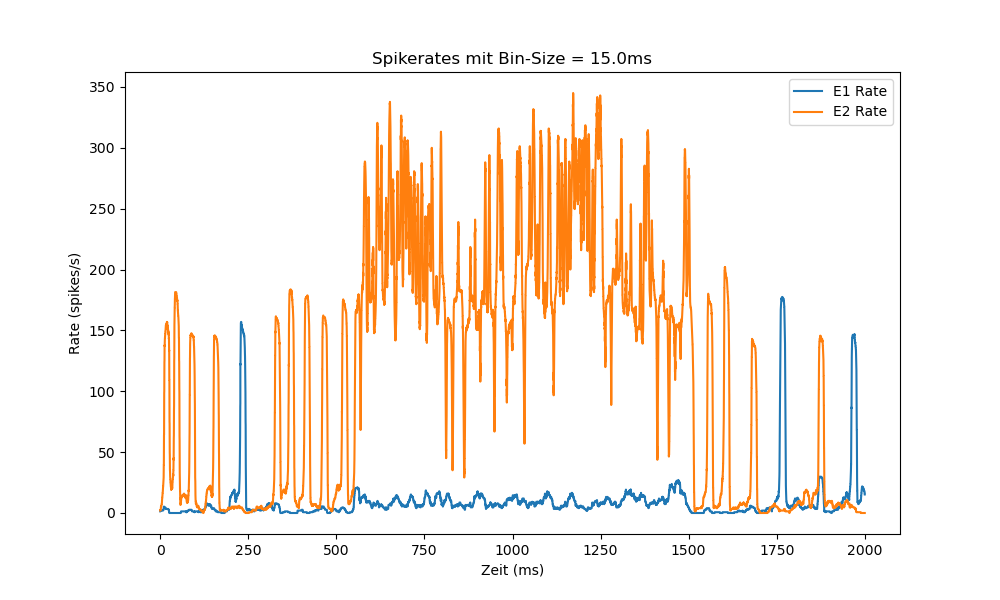 Spikerates mit Bin-Size = 15.0ms
E1 Rate
E2 Rate
350
300
250
200
150
100
50
0
Rate (spikes/s)
0 250 500 750 1000 1250 1500 1750 2000
Zeit (ms)